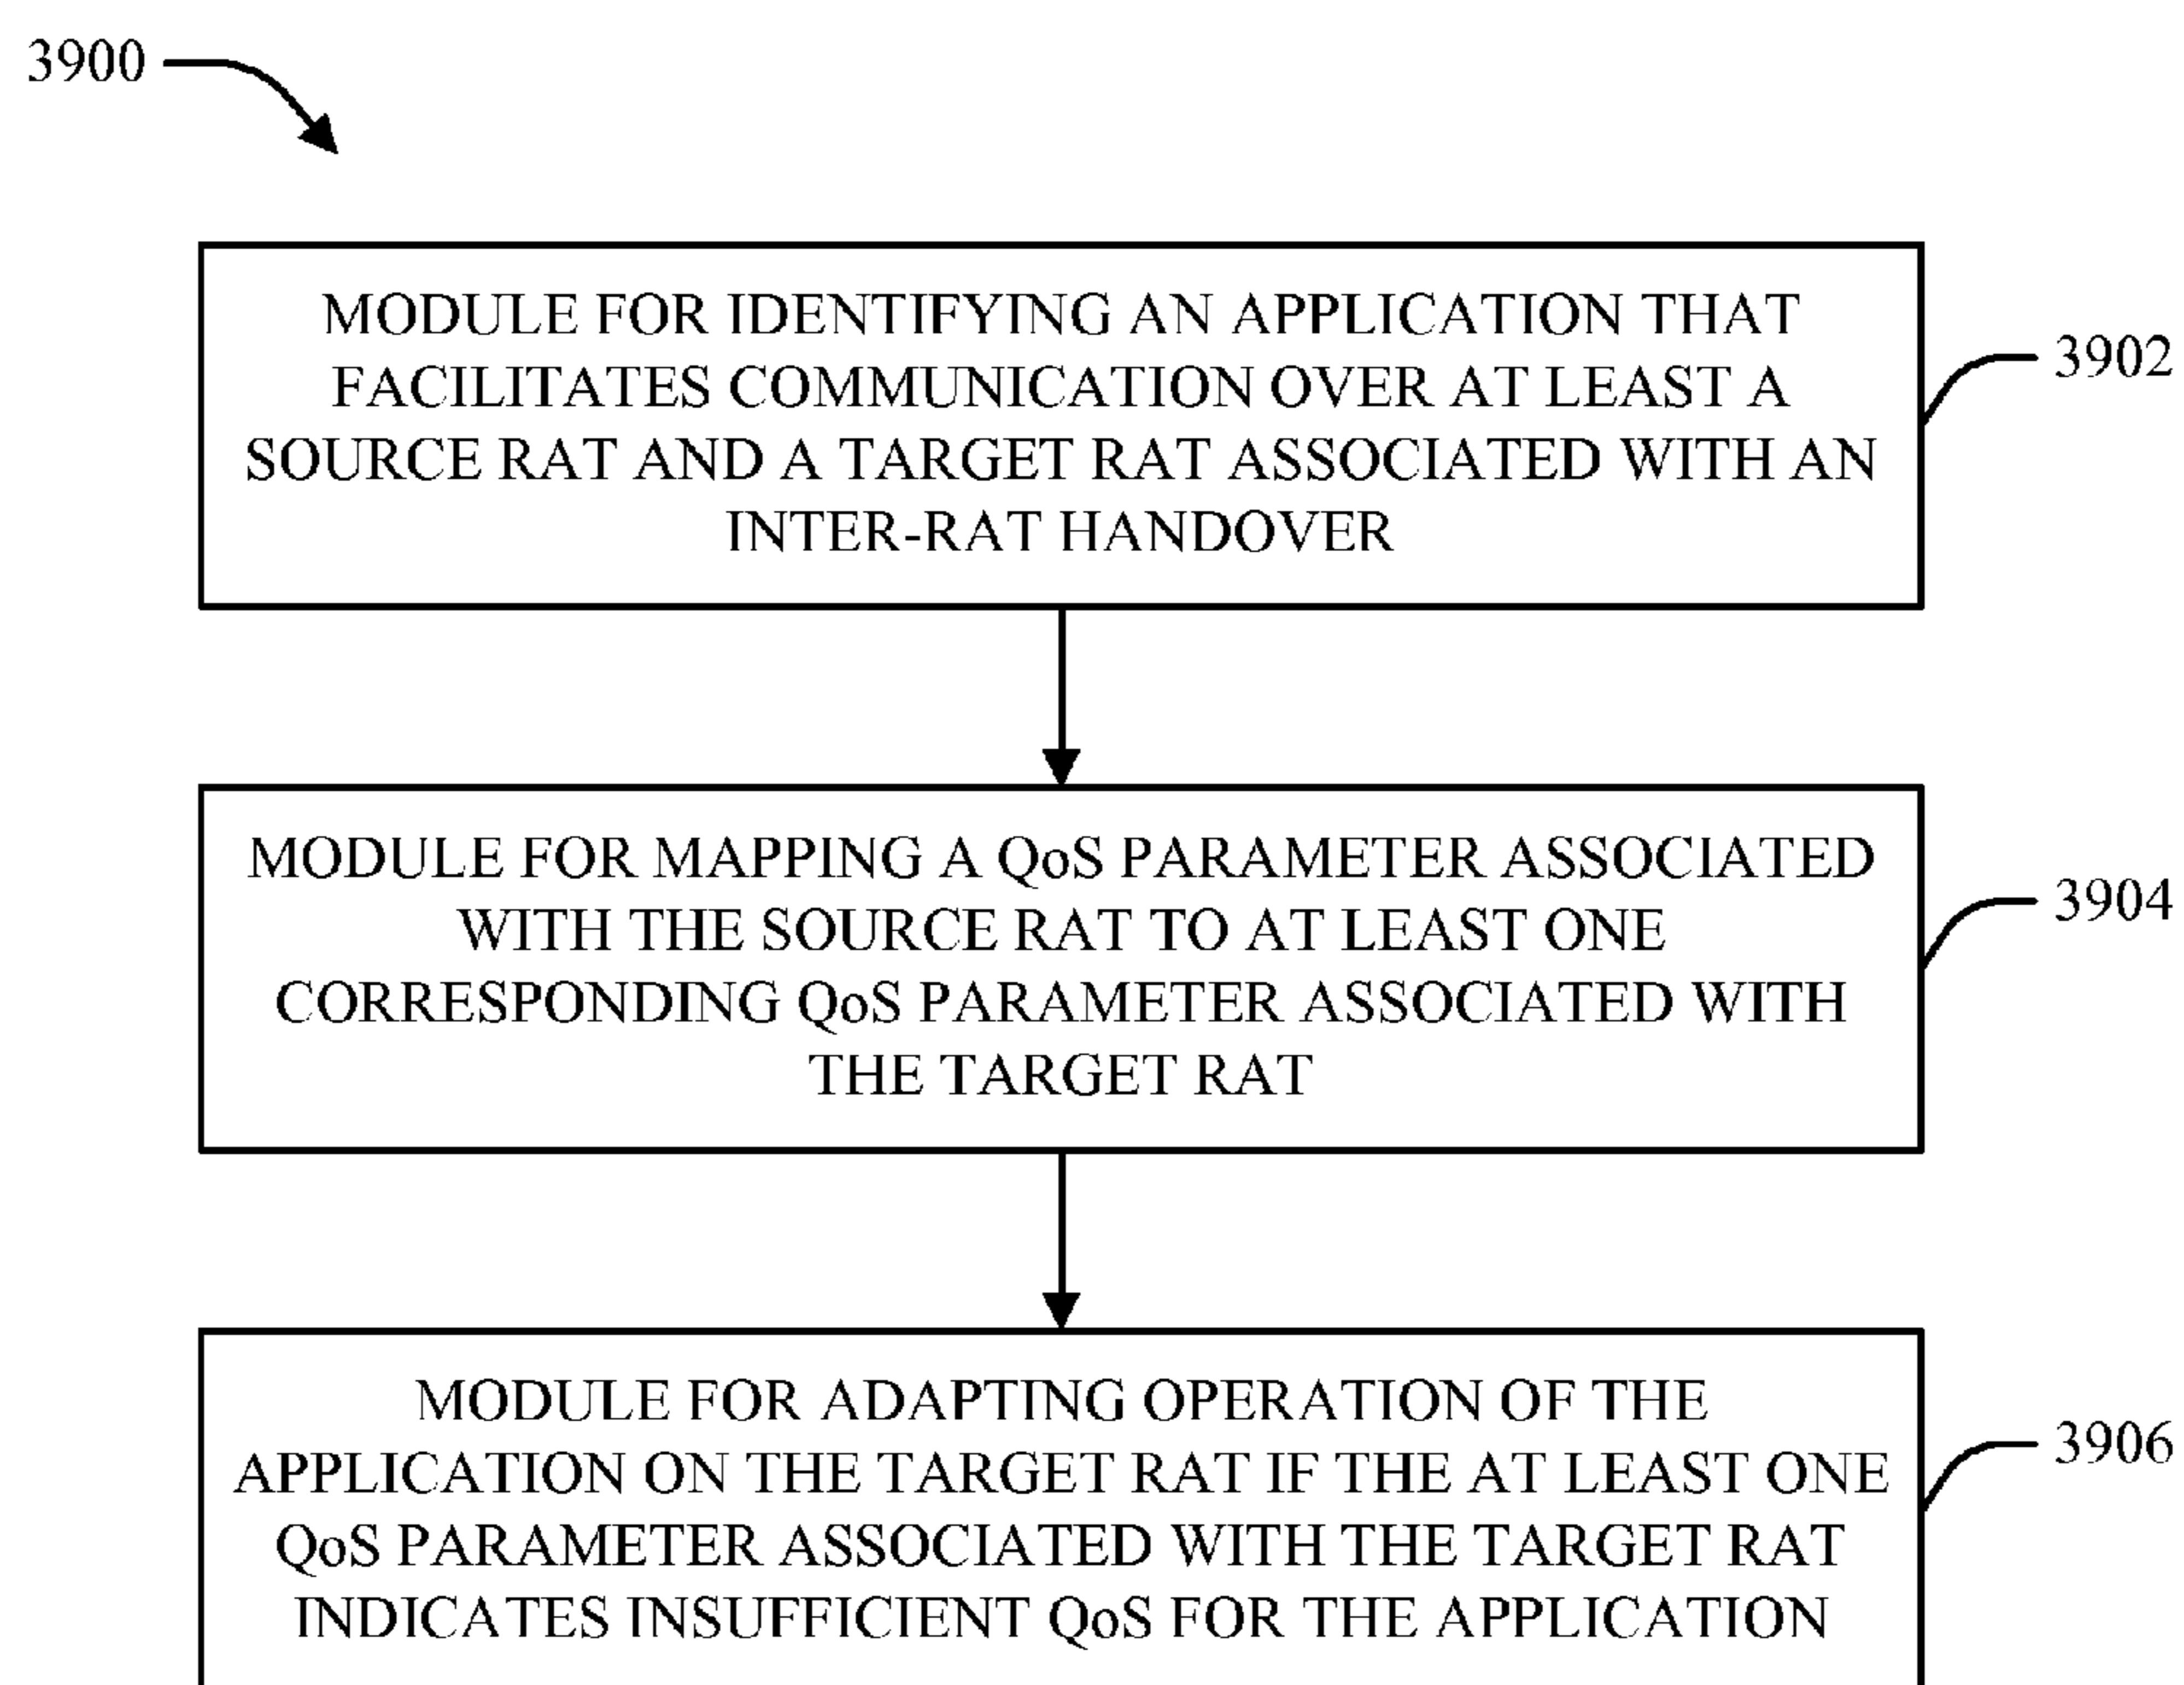 3900
MODULE FOR IDENTIFYING AN APPLICATION THAT
FACILITATES COMMUNICATION OVER AT LEAST A
SOURCE RAT AND A TARGET RAT ASSOCIATED WITH AN
INTER-RAT HANDOVER
3902
MODULE FOR MAPPING A QoS PARAMETER ASSOCIATED
WITH THE SOURCE RAT TO AT LEAST ONE
CORRESPONDING QoS PARAMETER ASSOCIATED WITH
THE TARGET RAT
3904
MODULE FOR ADAPTING OPERATION OF THE
APPLICATION ON THE TARGET RAT IF THE AT LEAST ONE
QoS PARAMETER ASSOCIATED WITH THE TARGET RAT
INDICATES INSUFFICIENT QoS FOR THE APPLICATION
3906